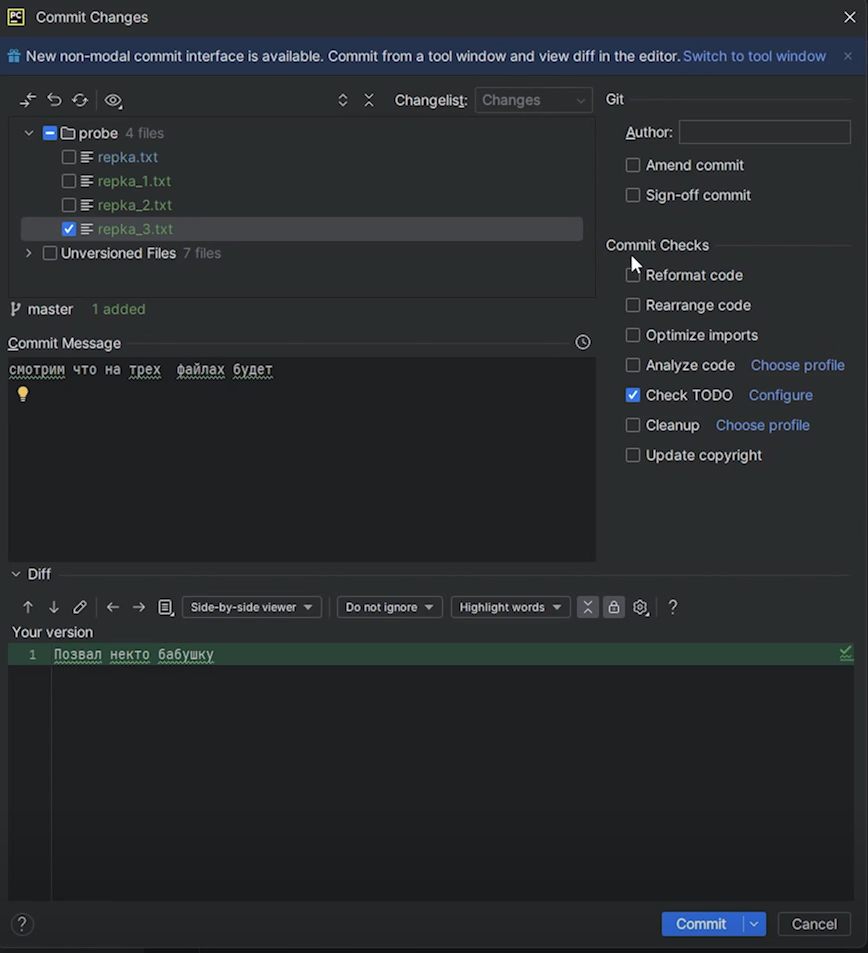 PC Commit Changes
New non-modal commit interface is available. Commit from a tool window and view diff in the editor. Switch to tool window
Changelist: Changes
probe 4 files
repka.txt
repka_1.txt
repka_2.txt
repka_3.txt
Unversioned Files 7 files
master 1 added
Commit Message
смотрим что на трех  файлах будет
Git
Author:
Amend commit
Sign-off commit
Commit Checks
Reformat code
Rearrange code
Optimize imports
Analyze code Choose profile
Check TODO Configure
Cleanup Choose profile
Update copyright
Diff
Side-by-side viewer Do not ignore Highlight words ?
Your version
1 Позвал некто бабушку
? Commit Cancel